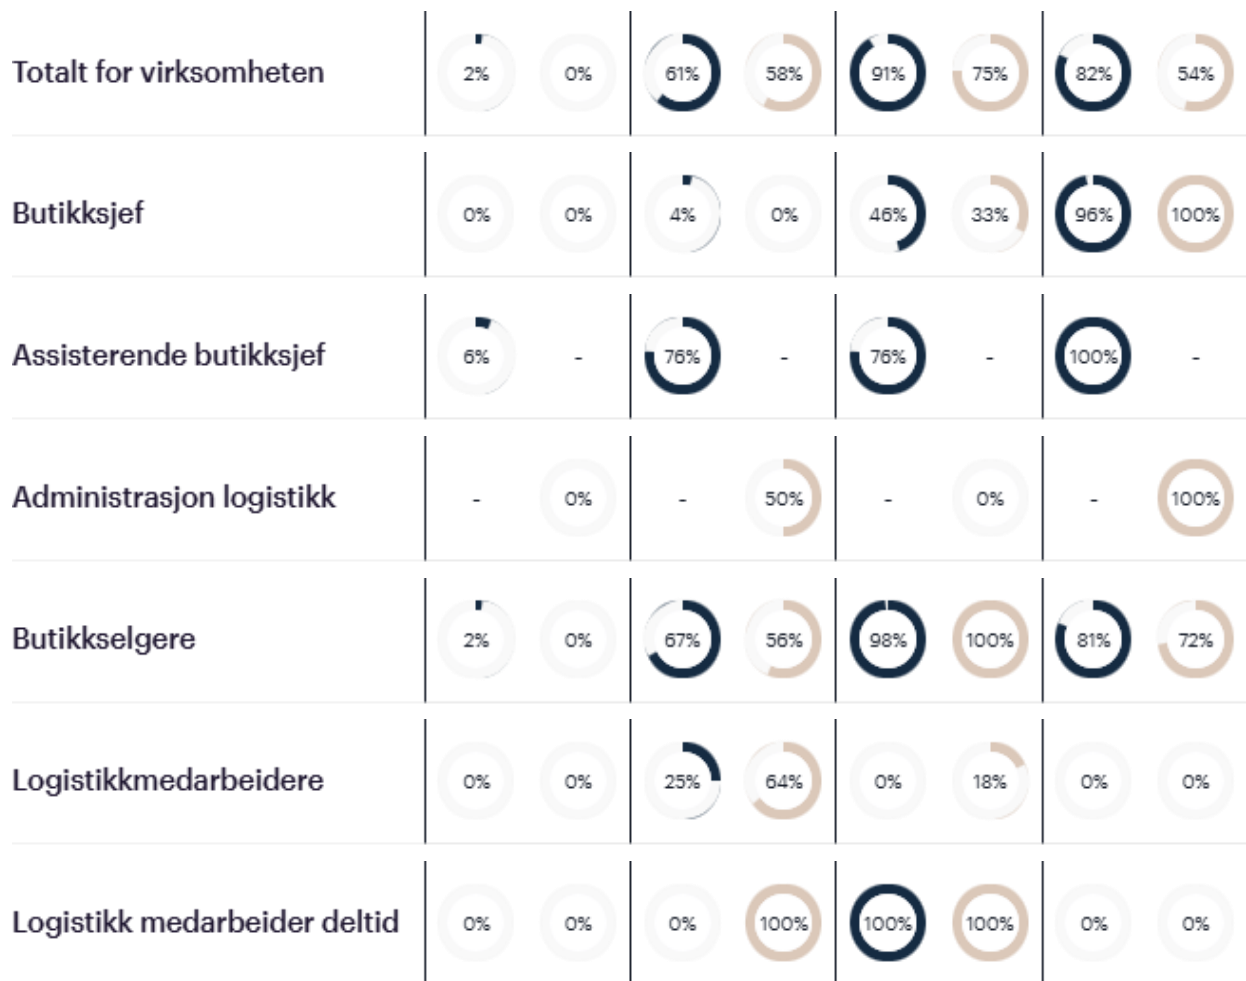 Totalt for virksomheten 2% 0% 61% 58% 91% 75% 82% 54%
Butikksjef 0% 0% 4% 0% 46% 33% 96% 100%
Assisterende butikksjef 6% - 76% - 76% - 100% -
Administrasjon logistikk - 0% - 50% - 0% - 100%
Butikkselgere 2% 0% 67% 56% 98% 100% 81% 72%
Logistikkmedarbeidere 0% 0% 25% 64% 0% 18% 0% 0%
Logistikk medarbeider deltid 0% 0% 0% 100% 100% 100% 0% 0%